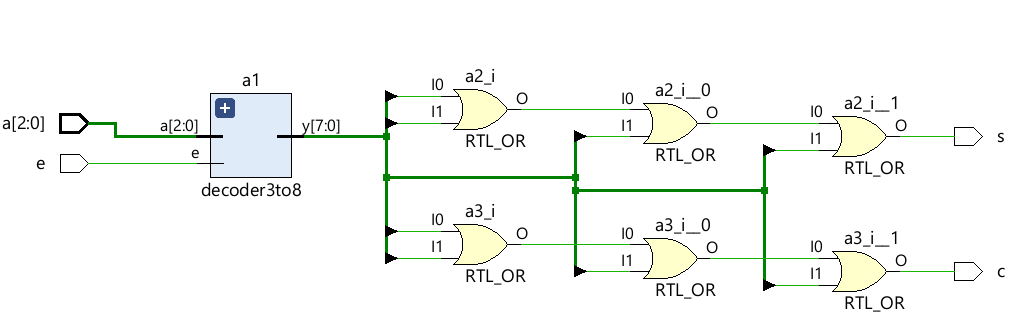 a1
a[2:0]
e
a[2:0]
e
y[7:0]
decoder3to8
a2_i
I0
I1
O
RTL_OR
a2_i__0
I0
I1
O
RTL_OR
a2_i__1
I0
I1
O
RTL_OR
s
a3_i
I0
I1
O
RTL_OR
a3_i__0
I0
I1
O
RTL_OR
a3_i__1
I0
I1
O
RTL_OR
c